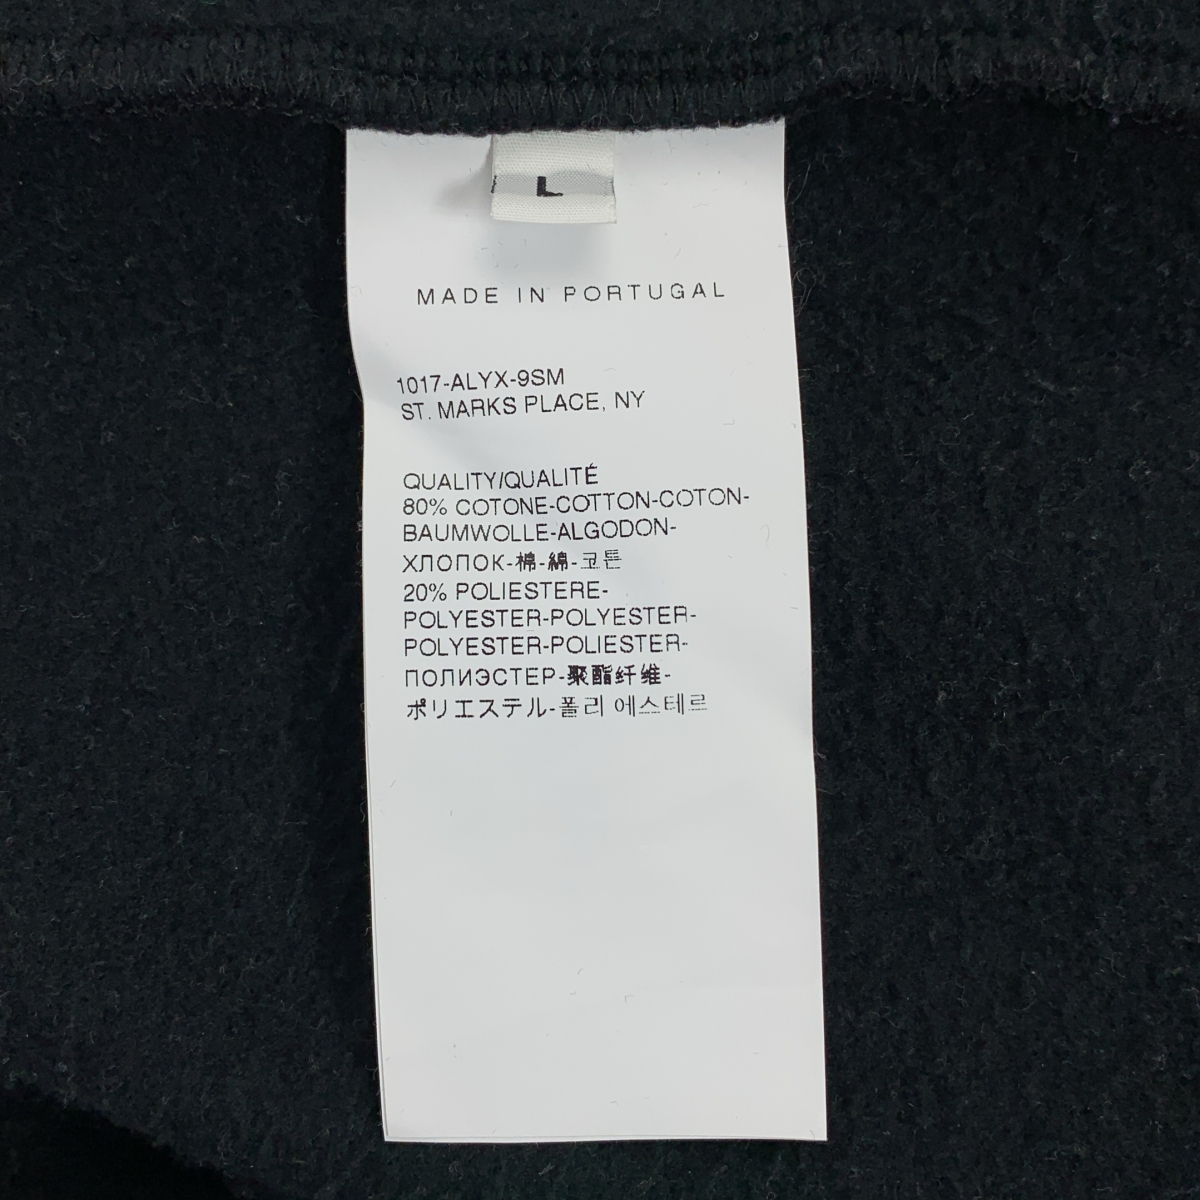 L
MADE IN PORTUGAL
1017-ALYX-9SM
ST. MARKS PLACE, NY
QUALITY/QUALITÉ
80% COTONE-COTTON-COTON-
BAUMWOLLE-ALGODON-
ХЛОПОК-棉-綿-코튼
20% POLIESTERE-
POLYESTER-POLYESTER-
POLYESTER-POLIESTER-
ПОЛИЭСТЕР-聚酯纤维-
ポリエステル-폴리 에스테르